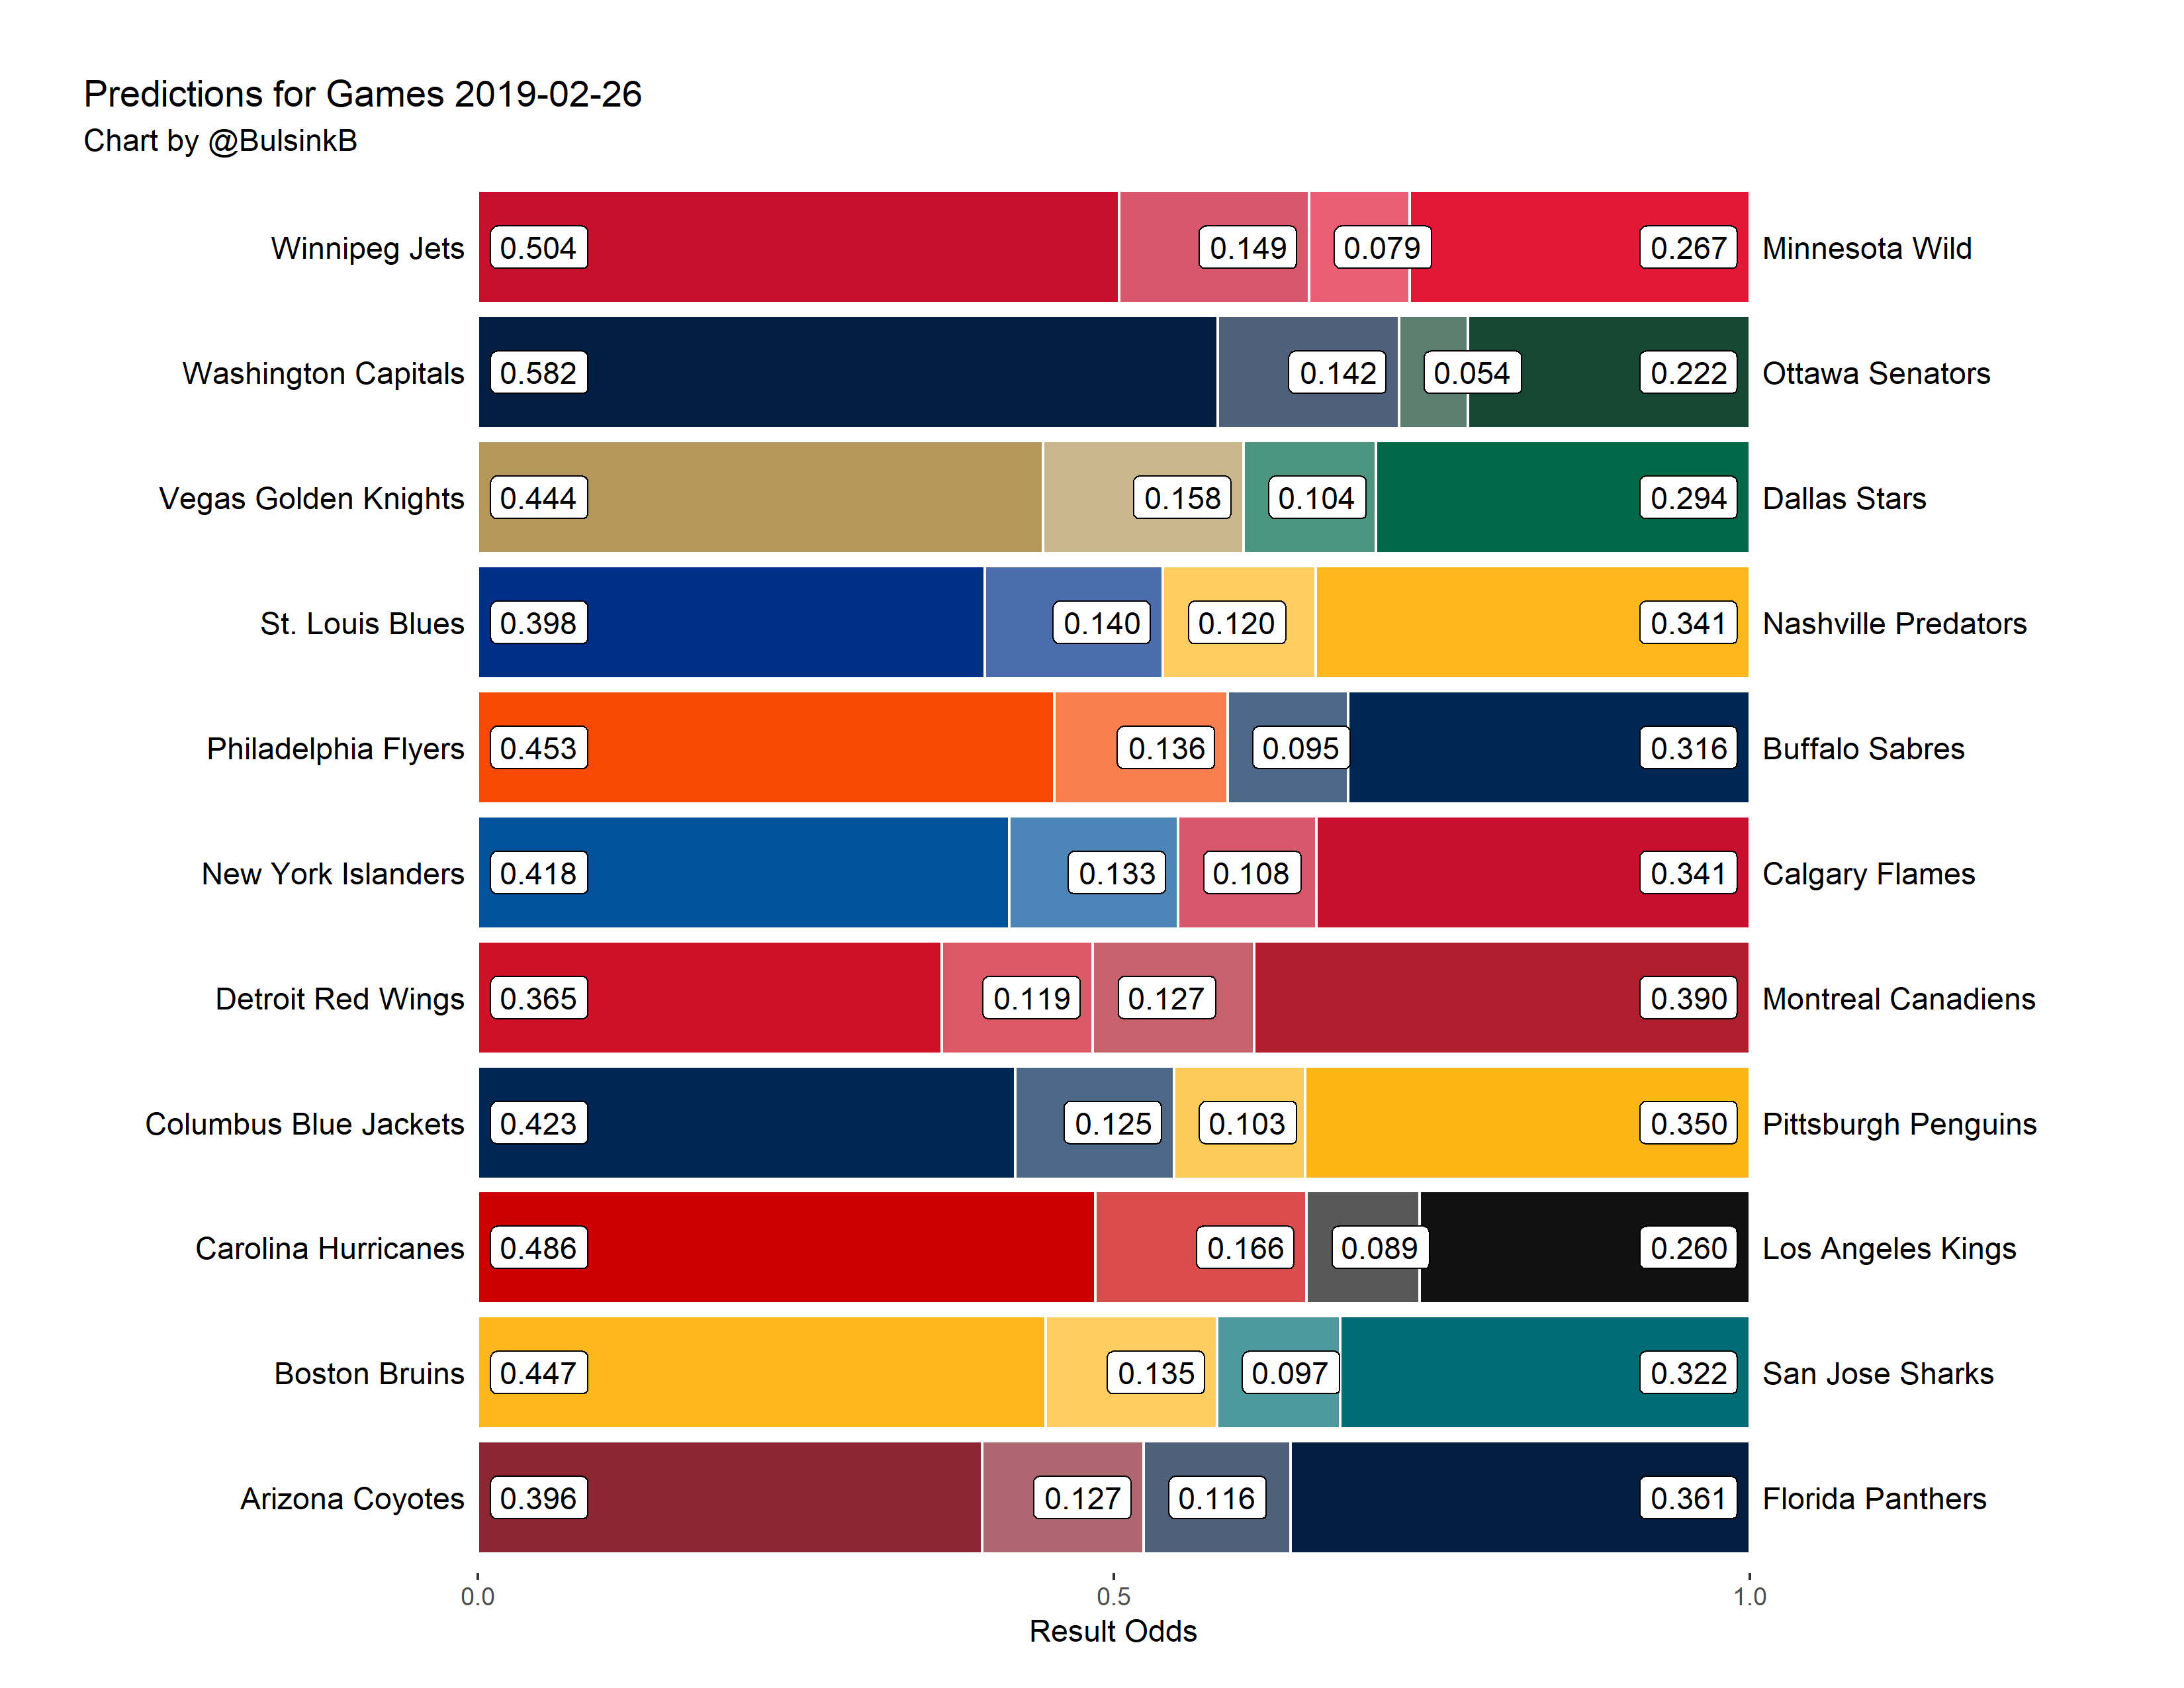 Predictions for Games 2019-02-26
Chart by @BulsinkB
Winnipeg Jets 0.504 0.149 0.079 0.267 Minnesota Wild
Washington Capitals 0.582 0.142 0.054 0.222 Ottawa Senators
Vegas Golden Knights 0.444 0.158 0.104 0.294 Dallas Stars
St. Louis Blues 0.398 0.140 0.120 0.341 Nashville Predators
Philadelphia Flyers 0.453 0.136 0.095 0.316 Buffalo Sabres
New York Islanders 0.418 0.133 0.108 0.341 Calgary Flames
Detroit Red Wings 0.365 0.119 0.127 0.390 Montreal Canadiens
Columbus Blue Jackets 0.423 0.125 0.103 0.350 Pittsburgh Penguins
Carolina Hurricanes 0.486 0.166 0.089 0.260 Los Angeles Kings
Boston Bruins 0.447 0.135 0.097 0.322 San Jose Sharks
Arizona Coyotes 0.396 0.127 0.116 0.361 Florida Panthers
0.0 0.5 1.0
Result Odds